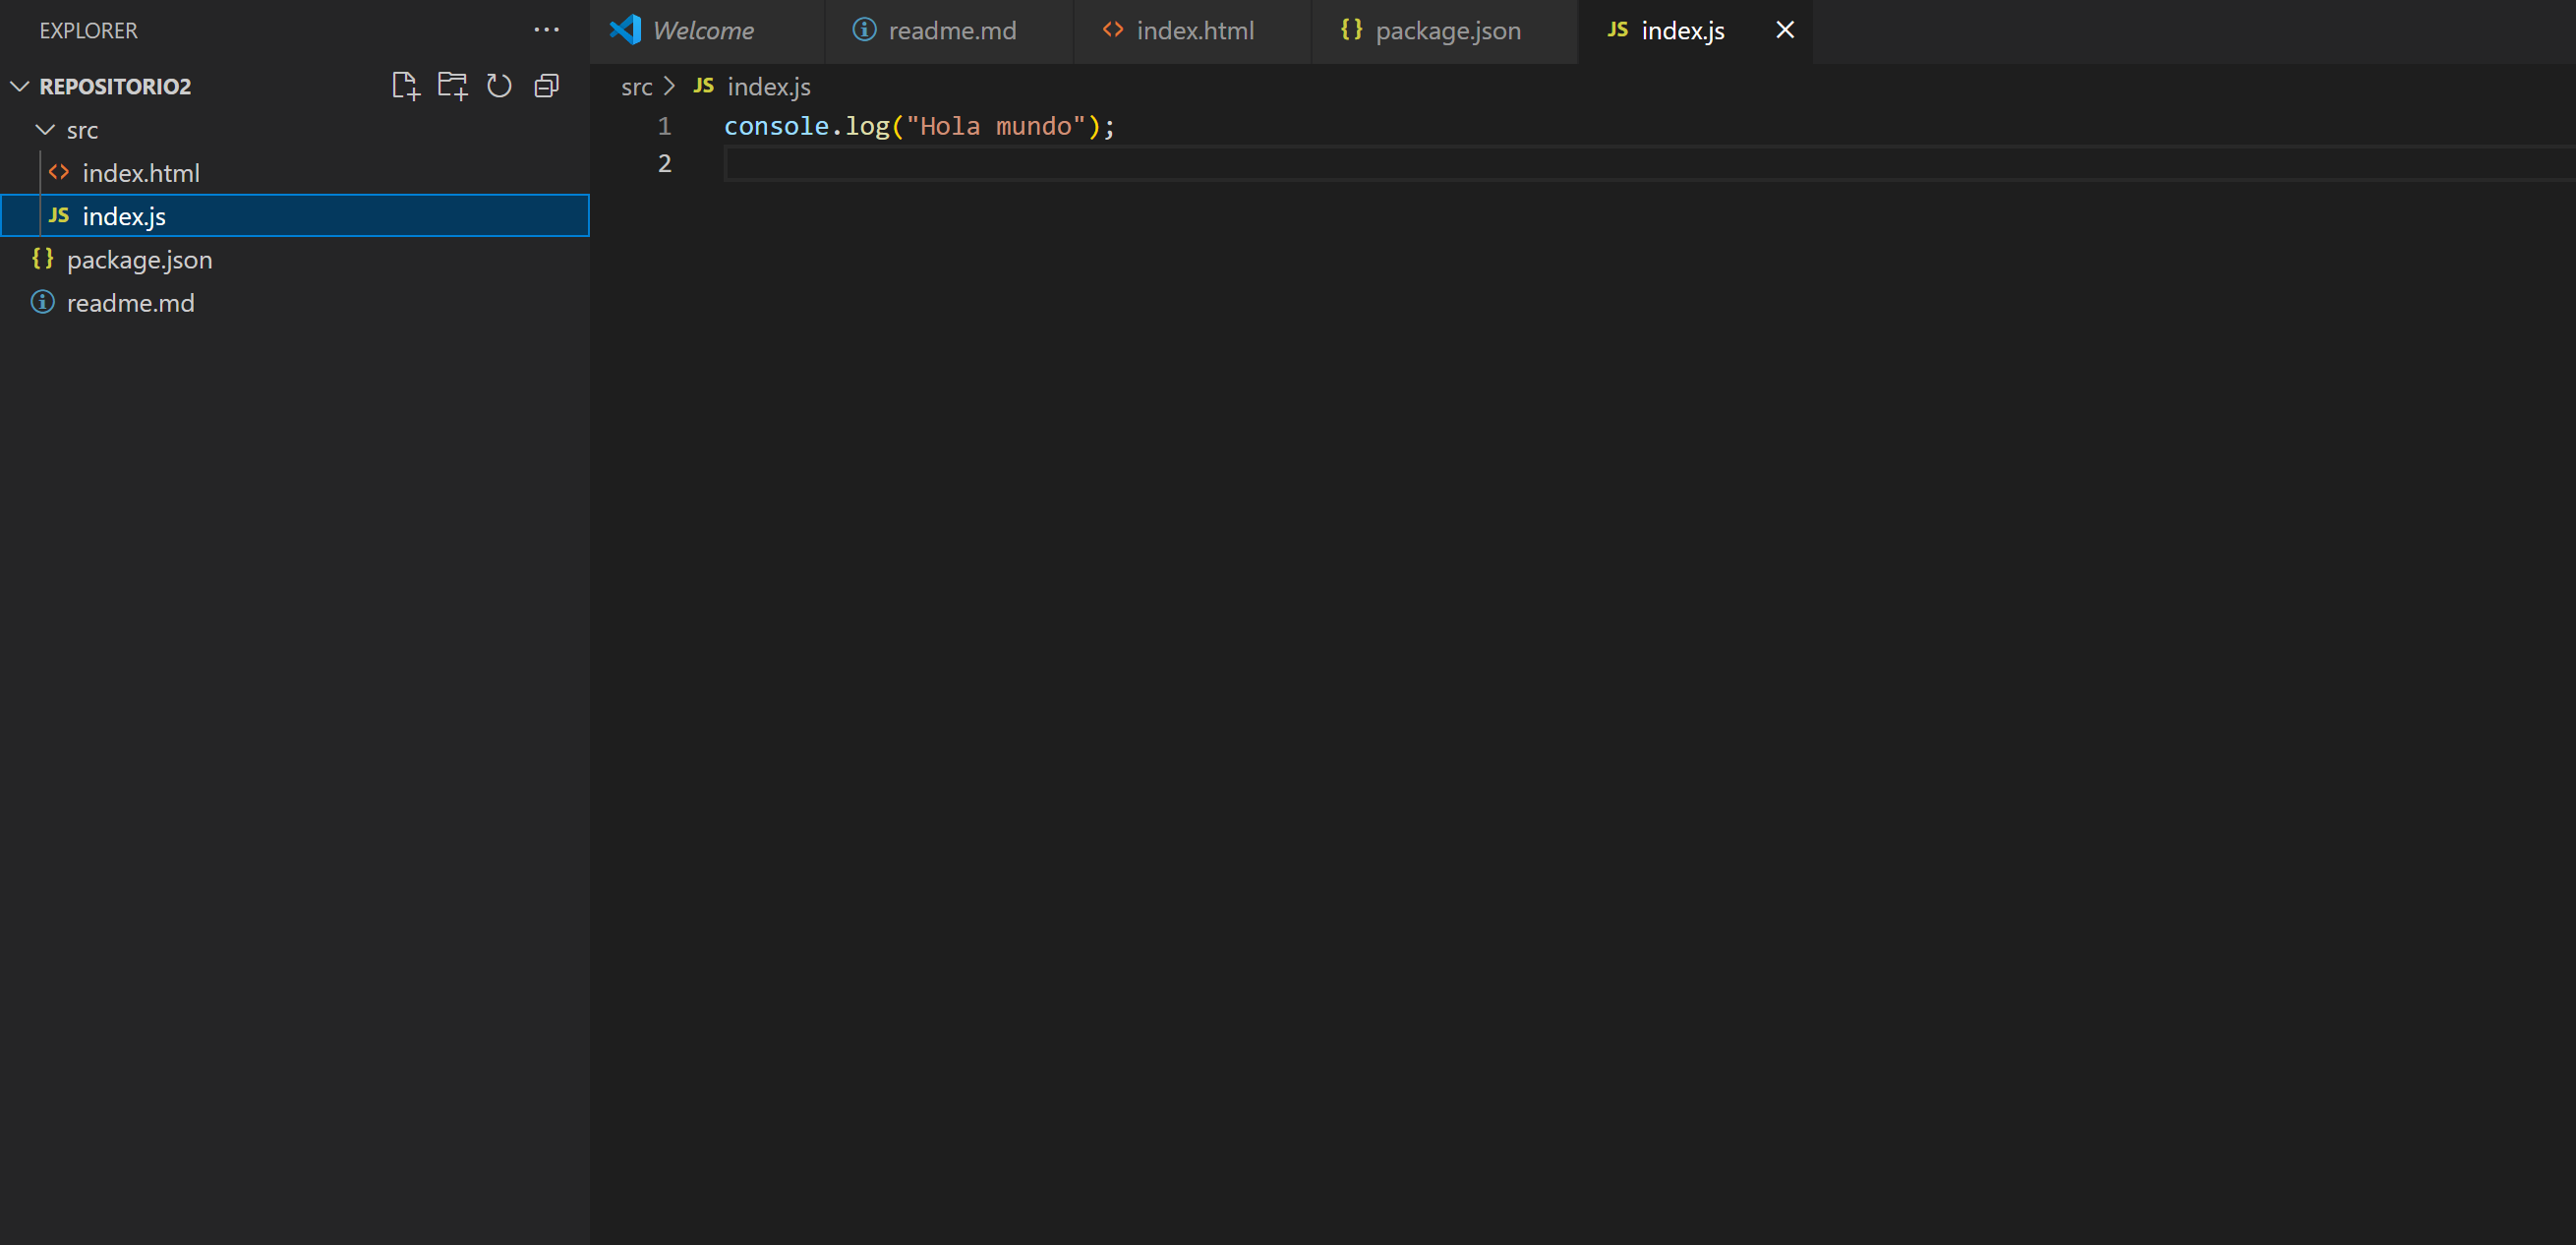 EXPLORER
REPOSITORIO2
src
index.html
JS index.js
{} package.json
readme.md
Welcome
readme.md
index.html
{} package.json
JS index.js
src > JS index.js
1 console.log("Hola mundo");
2